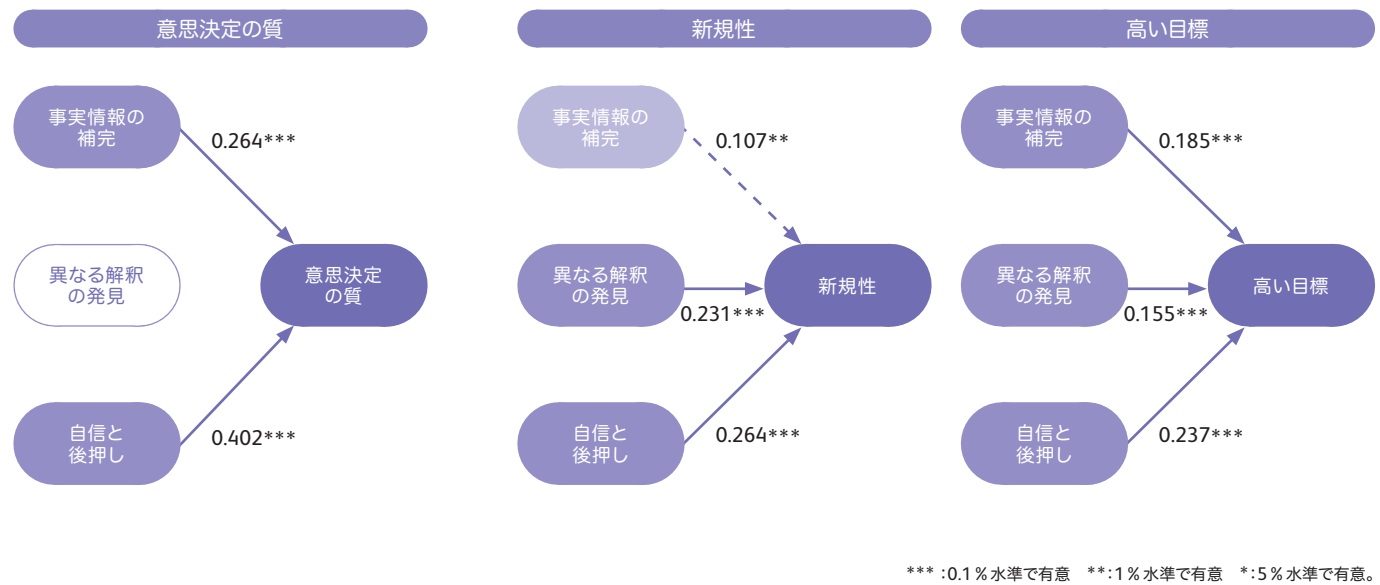 意思決定の質
事実情報の
補完
0.264***
異なる解釈
の発見
意思決定
の質
自信と
後押し
0.402***
新規性
事実情報の
補完
0.107**
異なる解釈
の発見
0.231***
新規性
自信と
後押し
0.264***
高い目標
事実情報の
補完
0.185***
異なる解釈
の発見
0.155***
高い目標
自信と
後押し
0.237***
*** :0.1%水準で有意 **:1%水準で有意 *:5%水準で有意。